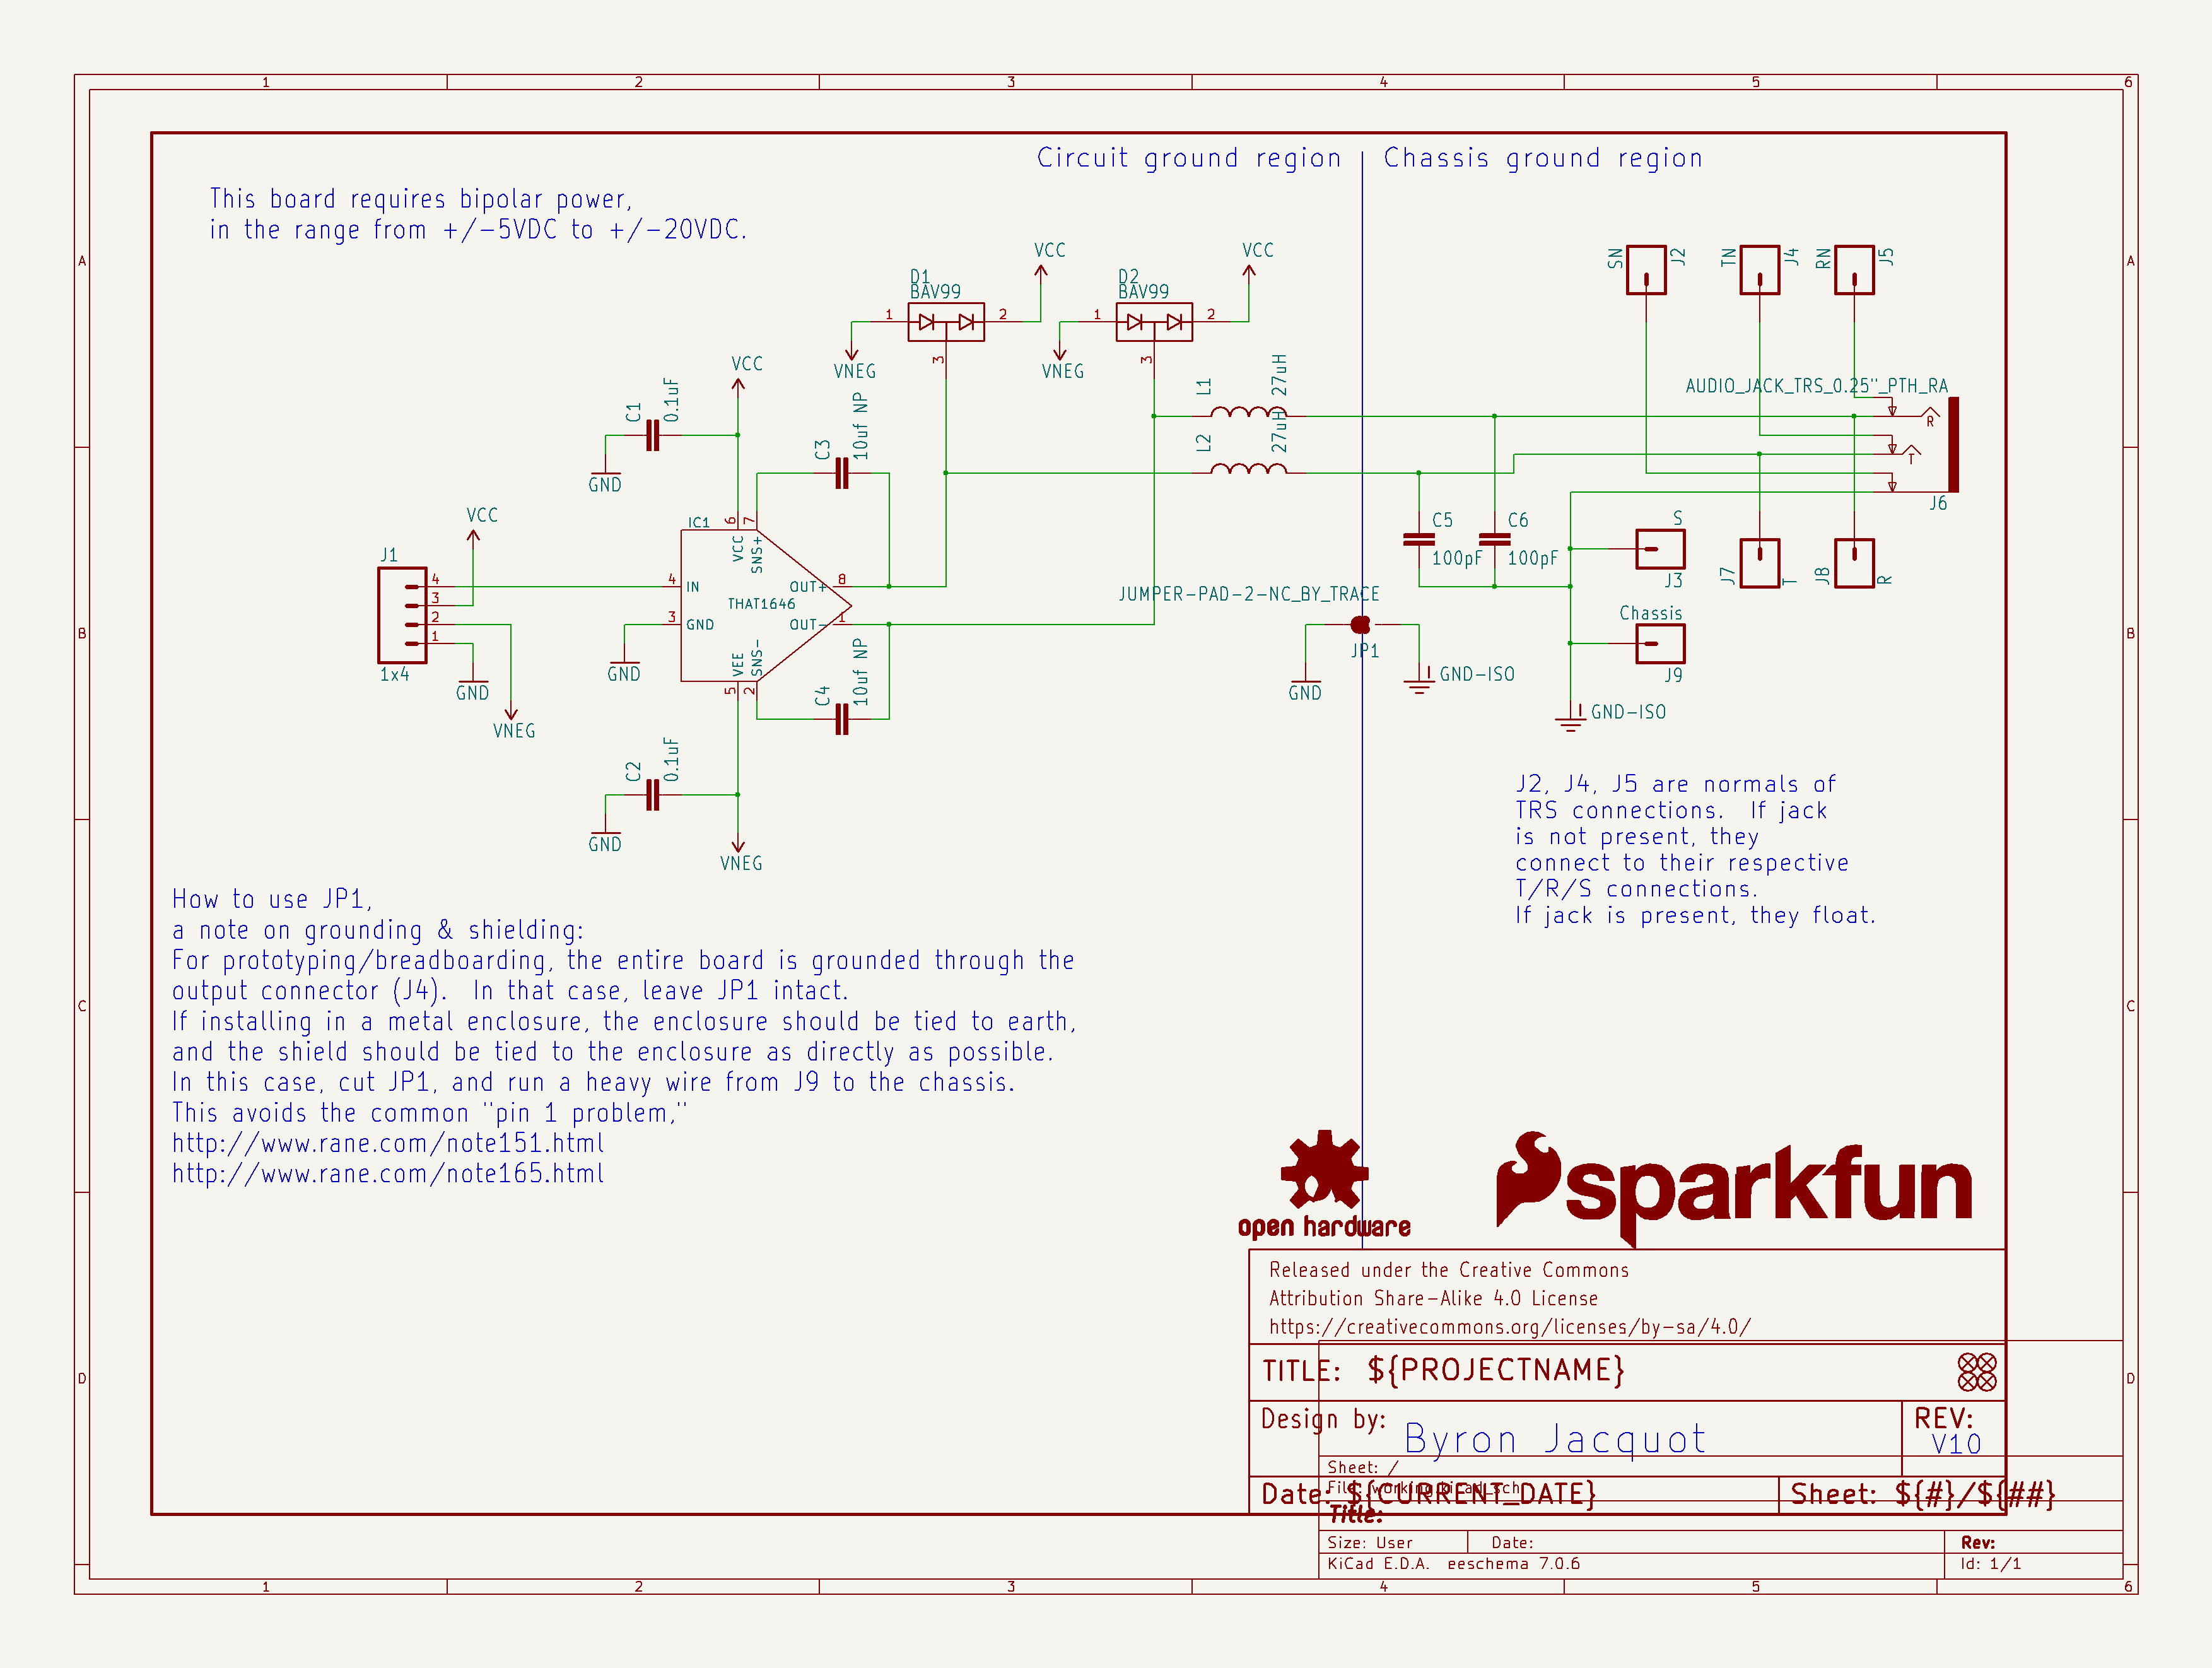 1 2 3 4 5 6
Circuit ground region
Chassis ground region
This board requires bipolar power,
in the range from +/-5VDC to +/-20VDC.
A
A
VCC
VCC
SN
J2
TN
J4
RN
J5
D1
BAV99
D2
BAV99
1
2
3
1
2
3
VNEG
VNEG
VCC
C1
0.1uF
GND
C3
10uf NP
L1
27uH
L2
27uH
AUDIO_JACK_TRS_0.25"_PTH_RA
R
T
J6
VCC
J1
4
3
2
1
1x4
GND
VNEG
IC1
6
7
VCC
SNS+
4
IN
OUT+
8
THAT1646
3
GND
OUT-
1
VEE
SNS-
5
2
GND
C4
10uf NP
C5
100pF
C6
100pF
S
J3
J7
T
J8
R
JUMPER-PAD-2-NC_BY_TRACE
JP1
GND
GND-ISO
Chassis
J9
GND-ISO
B
B
C2
0.1uF
GND
VNEG
J2, J4, J5 are normals of
TRS connections.  If jack
is not present, they
connect to their respective
T/R/S connections.
If jack is present, they float.
How to use JP1,
a note on grounding & shielding:
For prototyping/breadboarding, the entire board is grounded through the
output connector (J4).  In that case, leave JP1 intact.
If installing in a metal enclosure, the enclosure should be tied to earth,
and the shield should be tied to the enclosure as directly as possible.
In this case, cut JP1, and run a heavy wire from J9 to the chassis.
This avoids the common "pin 1 problem,"
http://www.rane.com/note151.html
http://www.rane.com/note165.html
C
C
open hardware
sparkfun
Released under the Creative Commons
Attribution Share-Alike 4.0 License
https://creativecommons.org/licenses/by-sa/4.0/
D
D
TITLE: ${PROJECTNAME}
Design by:
Byron Jacquot
REV:
V10
Sheet: /
File: working.kicad_sch
Date: ${CURRENT_DATE}
Sheet: ${#}/${##}
Title:
Size: User
Date:
Rev:
KiCad E.D.A.  eeschema 7.0.6
Id: 1/1
1 2 3 4 5 6